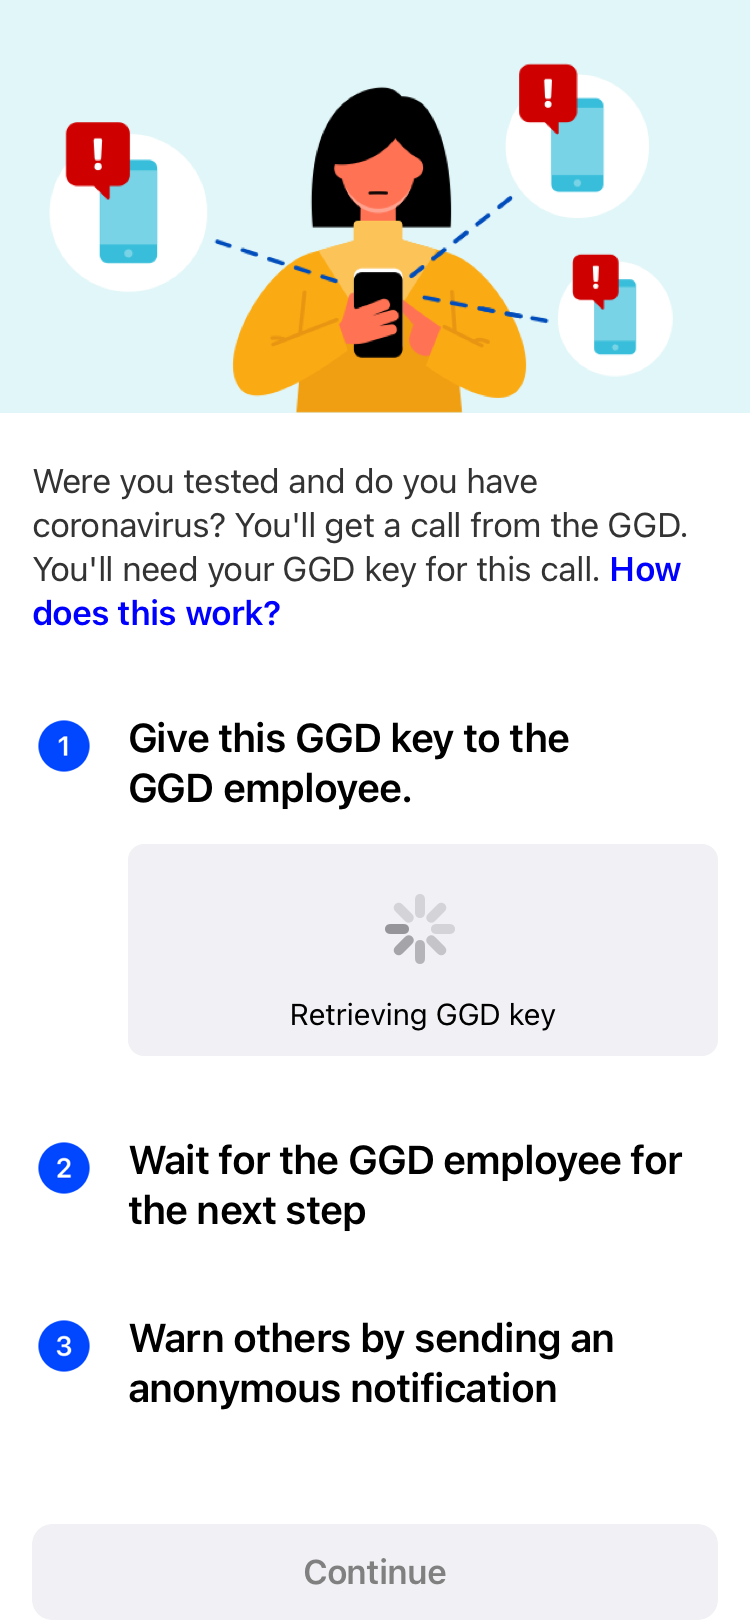 !
!
!
Were you tested and do you have
coronavirus? You'll get a call from the GGD.
You'll need your GGD key for this call. How
does this work?
1
Give this GGD key to the
GGD employee.
Retrieving GGD key
2
Wait for the GGD employee for
the next step
3
Warn others by sending an
anonymous notification
Continue